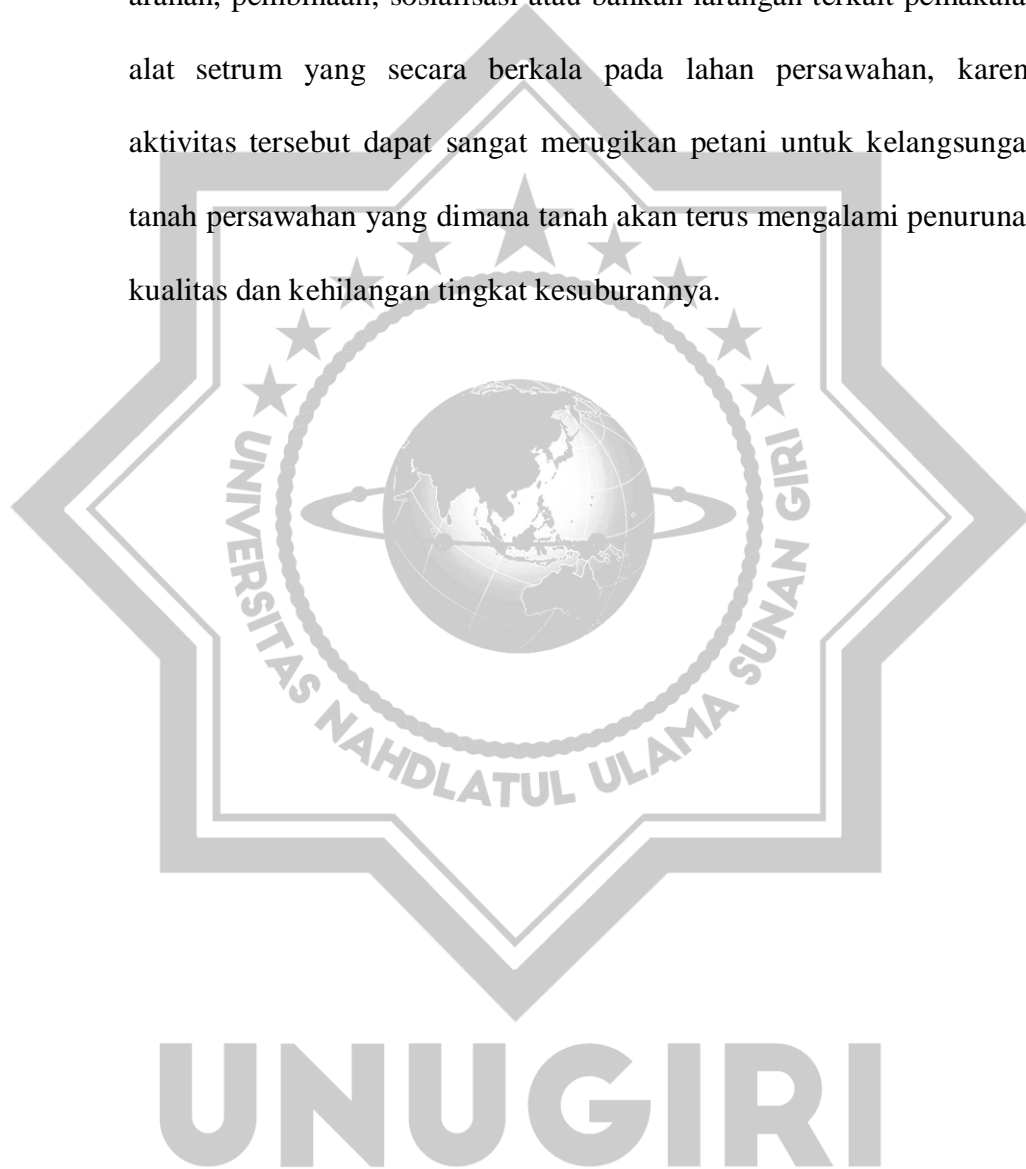 alat setrum yang secara berkala pada lahan persawahan, karen
aktivitas tersebut dapat sangat merugikan petani untuk kelangsunga
tanah persawahan yang dimana tanah akan terus mengalami penuruna
kualitas dan kehilangan tingkat kesuburannya.
UNIVERSITAS NAHDLATUL ULAMA SUNAN GIRI
UNUGIRI